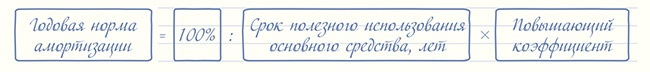 Годовая норма амортизации = 100% : Срок полезного использования основного средства, лет × Повышающий коэффициент